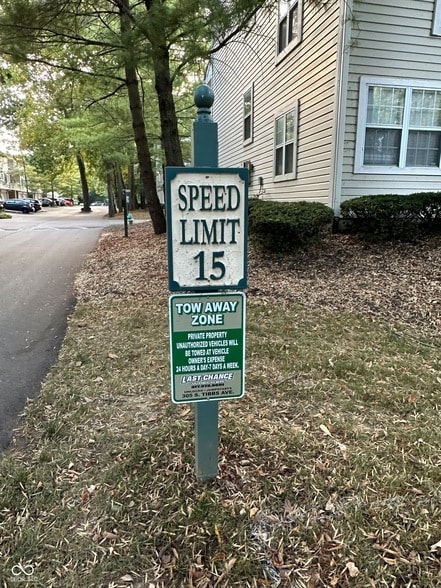 SPEED
LIMIT
15
TOW AWAY
ZONE
PRIVATE PROPERTY
UNAUTHORIZED VEHICLES WILL
BE TOWED AT VEHICLE
OWNER'S EXPENSE
24 HOURS A DAY-7 DAYS A WEEK.
LAST CHANCE
305 S. TIBBS AVE.